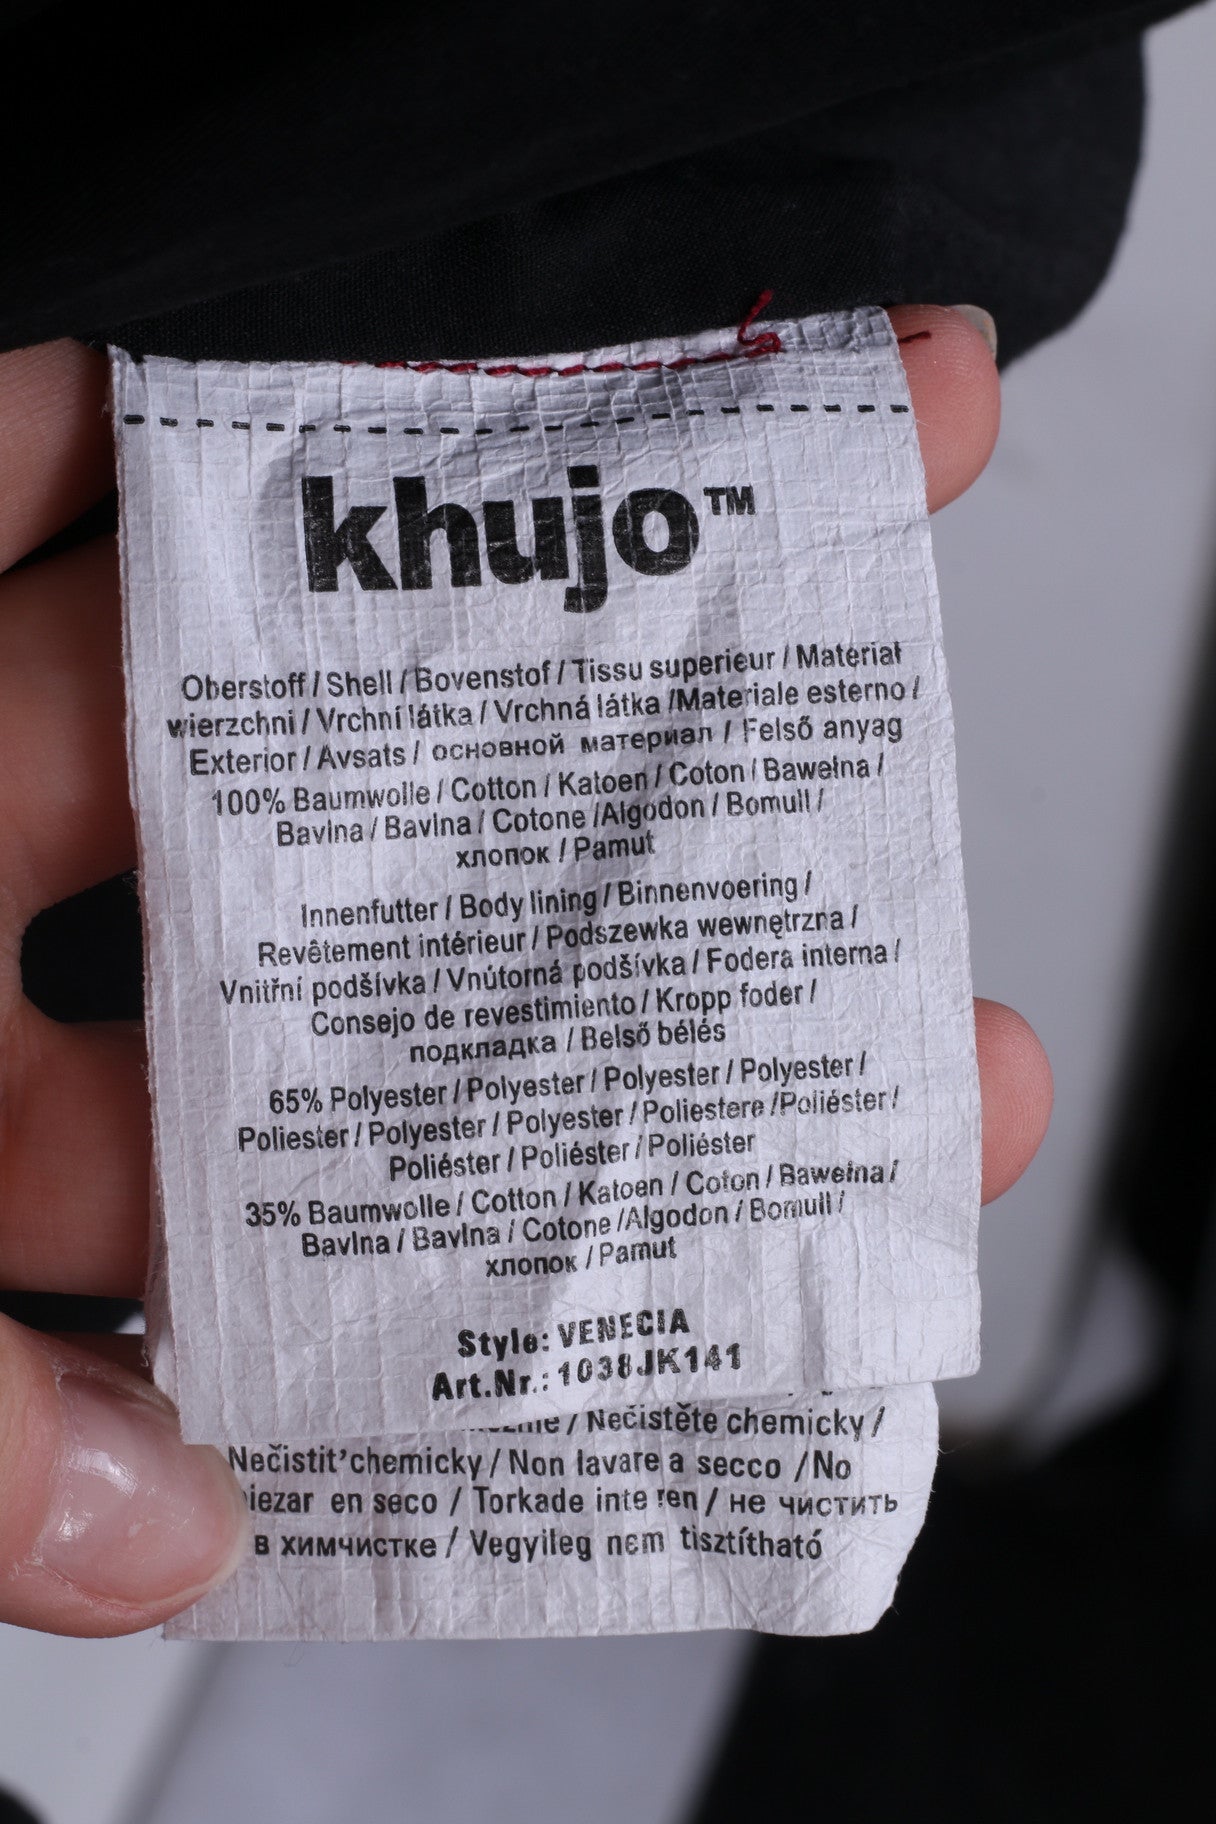 khujo™
Oberstoff / Shell / Bovenstof / Tissu superieur / Materiał
wierzchni / Vrchní látka / Vrchná látka /Materiale esterno /
Exterior / Avsats / основной материал / Felső anyag
100% Baumwolle / Cotton / Katoen / Coton / Bawełna /
Bavlna / Bavlna / Cotone /Algodon / Bomull /
хлопок / Pamut
Innenfutter / Body lining / Binnenvoering /
Revêtement intérieur / Podszewka wewnętrzna /
Vnitřní podšívka / Vnútorná podšívka / Fodera interna /
Consejo de revestimiento / Kropp foder /
подкладка / Belső bélés
65% Polyester / Polyester / Polyester / Polyester /
Poliester / Polyester / Polyester / Poliestere /Poliéster /
Poliéster / Poliéster / Poliéster
35% Baumwolle / Cotton / Katoen / Coton / Bawełna /
Bavlna / Bavlna / Cotone /Algodon / Bomull /
хлопок / Pamut
Style: VENECIA
Art.Nr.: 1038JK141
/ Nečistěte chemicky /
Nečistit’chemicky / Non lavare a secco / No
en seco / Torkade inte ren / не чистить
в химчистке / Vegyileg nem tisztítható